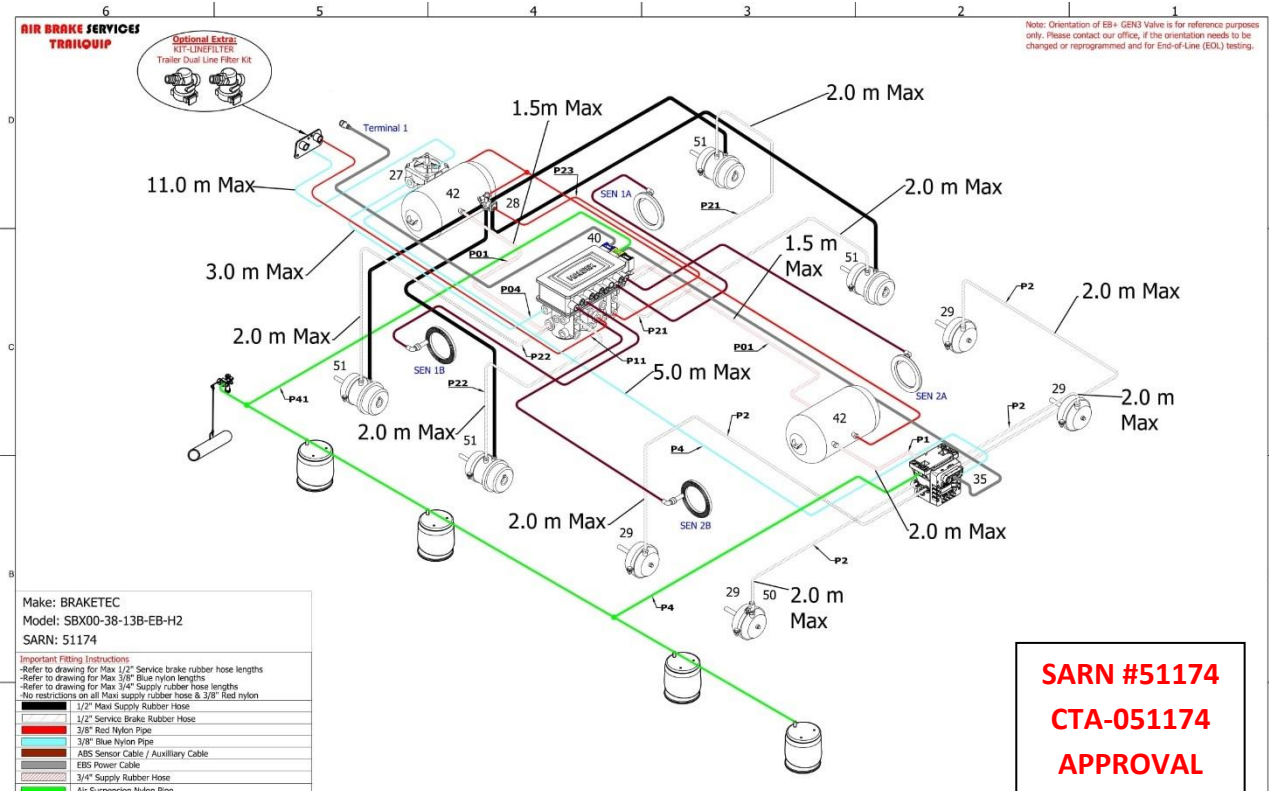 6 5 4 3 2 1
AIR BRAKE SERVICES
TRAILQUIP
Optional Extra:
KIT-LINEFILTER
Trailer Dual Line Filter Kit
Note: Orientation of EB+ GEN3 Valve is for reference purposes
only. Please contact our office, if the orientation needs to be
changed or reprogrammed and for End-of-Line (EOL) testing.
D
Terminal 1
1.5m Max
2.0 m Max
51
27
42
28
P23
SEN 1A
P21
11.0 m Max
2.0 m Max
3.0 m Max
P01
40
1.5 m
Max
51
P04
P21
P2
2.0 m Max
29
2.0 m Max
C
P22
P11
SEN 1B
P01
51
P22
5.0 m Max
SEN 2A
P41
2.0 m Max
P2
P2
29
2.0 m
Max
42
P4
P1
51
35
2.0 m Max
SEN 2B
2.0 m Max
29
P2
B
P4
29
50
2.0 m
Max
Make: BRAKETEC
Model: SBX00-38-13B-EB-H2
SARN: 51174
Important Fitting Instructions
-Refer to drawing for Max 1/2" Service brake rubber hose lengths
-Refer to drawing for Max 3/8" Blue nylon lengths
-Refer to drawing for Max 3/4" Supply rubber hose lengths
-No restrictions on all Maxi supply rubber hose & 3/8" Red nylon
1/2" Maxi Supply Rubber Hose
1/2" Service Brake Rubber Hose
3/8" Red Nylon Pipe
3/8" Blue Nylon Pipe
ABS Sensor Cable / Auxilliary Cable
EBS Power Cable
3/4" Supply Rubber Hose
Air Suspension Nylon Pipe
SARN #51174
CTA-051174
APPROVAL